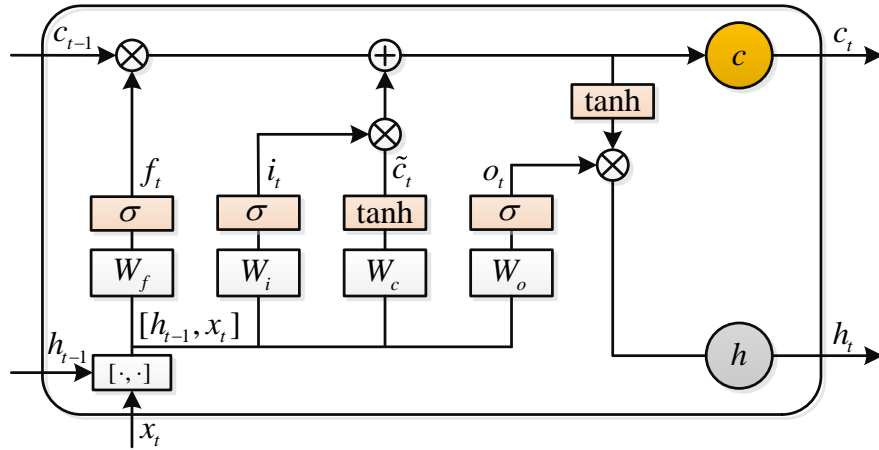 c_{t-1} c c_t
tanh
f_t i_t c̃_t o_t
σ σ tanh σ
W_f W_i W_c W_o
[h_{t-1}, x_t]
h_{t-1} h h_t
[·,·]
x_t